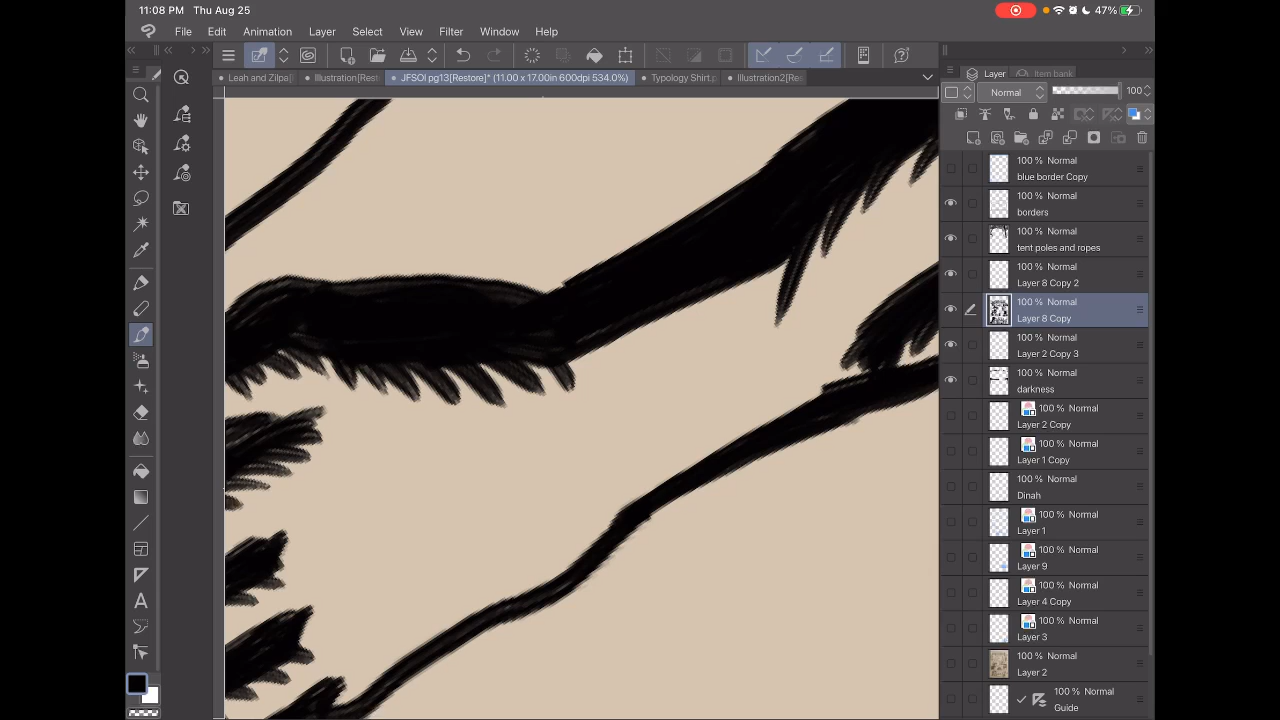 11:08 PM Thu Aug 25
47%
File Edit Animation Layer Select View Filter Window Help
Leah and Zilpa[ Illustration[Rest JFSOI pg13[Restore]* (11.00 x 17.00in 600dpi 534.0%) Typology Shirt. Illustration2[Re
Layer Item bank
Normal 100
100 % Normal
blue border Copy
100 % Normal
borders
100 % Normal
tent poles and ropes
100 % Normal
Layer 8 Copy 2
100 % Normal
Layer 8 Copy
100 % Normal
Layer 2 Copy 3
100 % Normal
darkness
100 % Normal
Layer 2 Copy
100 % Normal
Layer 1 Copy
100 % Normal
Dinah
100 % Normal
Layer 1
100 % Normal
Layer 9
100 % Normal
Layer 4 Copy
100 % Normal
Layer 3
100 % Normal
Layer 2
100 % Normal
Guide